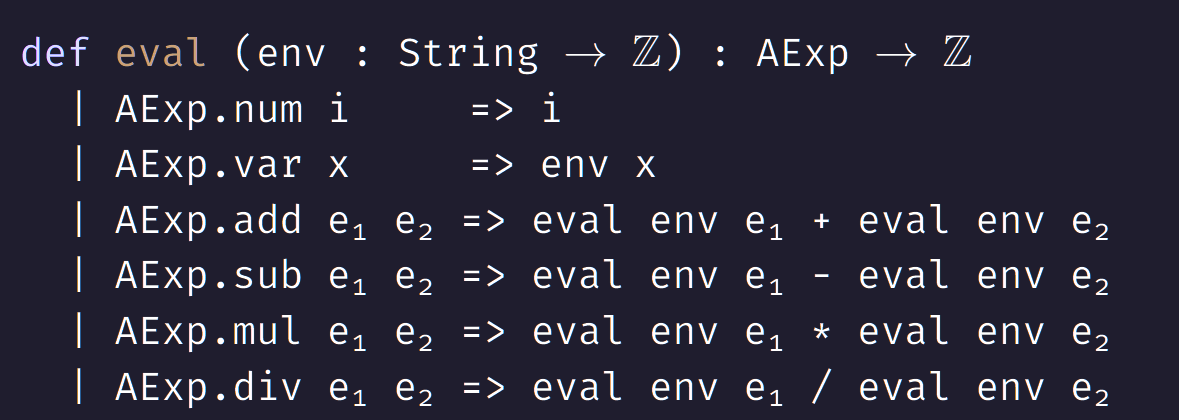 def eval (env : String → ℤ) : AExp → ℤ
  | AExp.num i     => i
  | AExp.var x     => env x
  | AExp.add e₁ e₂ => eval env e₁ + eval env e₂
  | AExp.sub e₁ e₂ => eval env e₁ - eval env e₂
  | AExp.mul e₁ e₂ => eval env e₁ * eval env e₂
  | AExp.div e₁ e₂ => eval env e₁ / eval env e₂